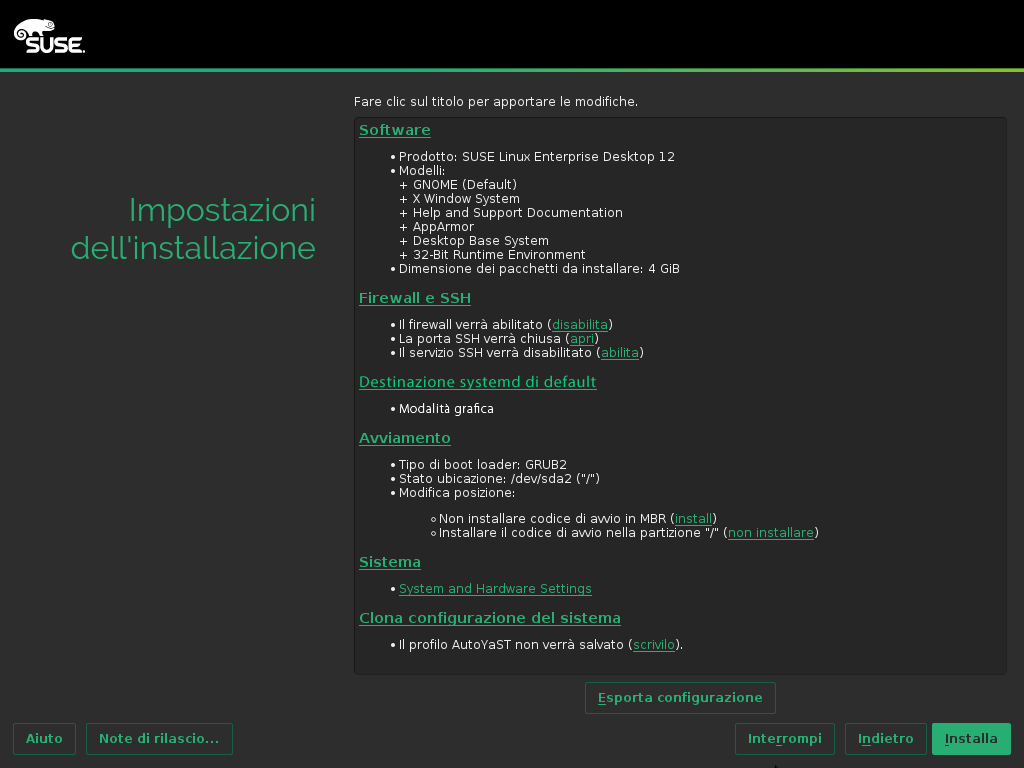 SUSE
Fare clic sul titolo per apportare le modifiche.
Impostazioni
dell'installazione
Software
• Prodotto: SUSE Linux Enterprise Desktop 12
• Modelli:
+ GNOME (Default)
+ X Window System
+ Help and Support Documentation
+ AppArmor
+ Desktop Base System
+ 32-Bit Runtime Environment
• Dimensione dei pacchetti da installare: 4 GiB
Firewall e SSH
• Il firewall verrà abilitato (disabilita)
• La porta SSH verrà chiusa (apri)
• Il servizio SSH verrà disabilitato (abilita)
Destinazione systemd di default
• Modalità grafica
Avviamento
• Tipo di boot loader: GRUB2
• Stato ubicazione: /dev/sda2 ("/")
• Modifica posizione:
◦ Non installare codice di avvio in MBR (install)
◦ Installare il codice di avvio nella partizione "/" (non installare)
Sistema
• System and Hardware Settings
Clona configurazione del sistema
• Il profilo AutoYaST non verrà salvato (scrivilo).
Esporta configurazione
Aiuto
Note di rilascio...
Interrompi
Indietro
Installa